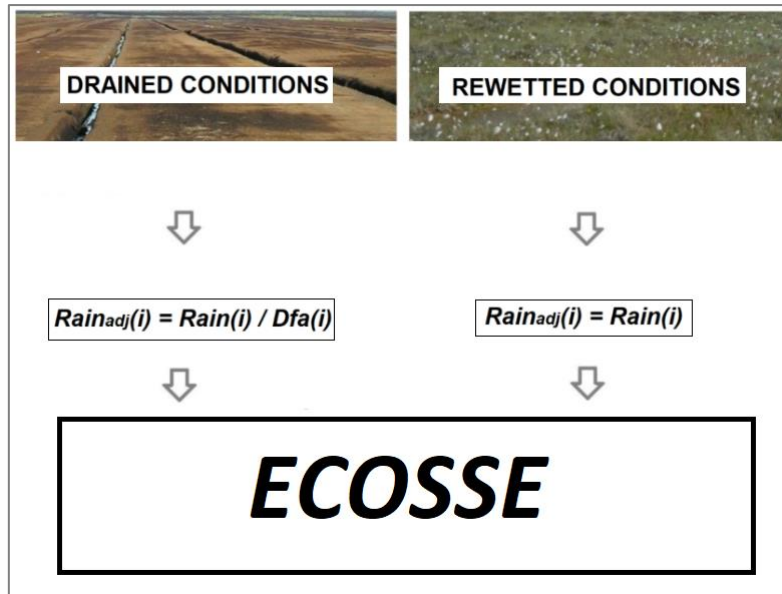 DRAINED CONDITIONS
REWETTED CONDITIONS
Rainadj(i) = Rain(i) / Dfa(i)
Rainadj(i) = Rain(i)
ECOSSE